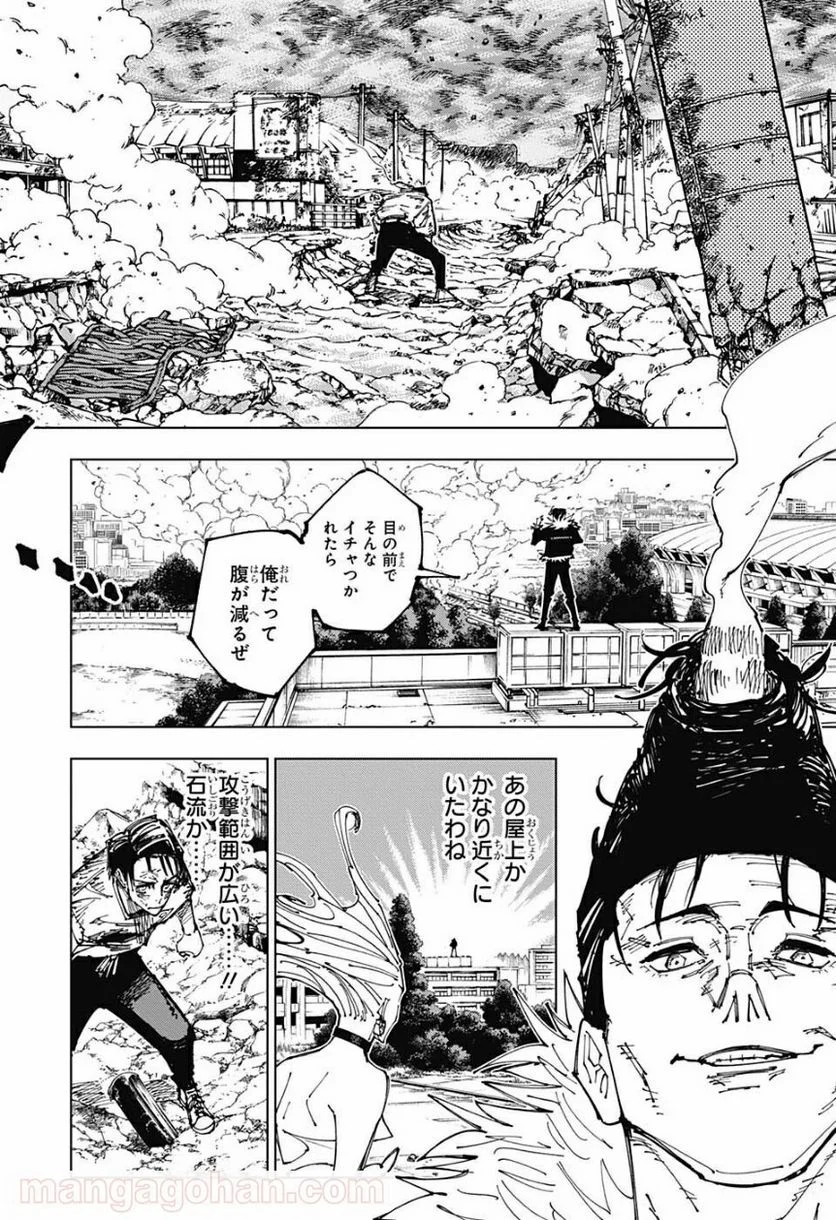 目の前で
そんな
イチャつか
れたら
俺だって
腹が減るぜ
あの屋上か
かなり近くに
いたわね
攻撃範囲が広い……!!
石流か……
mangagohan.com